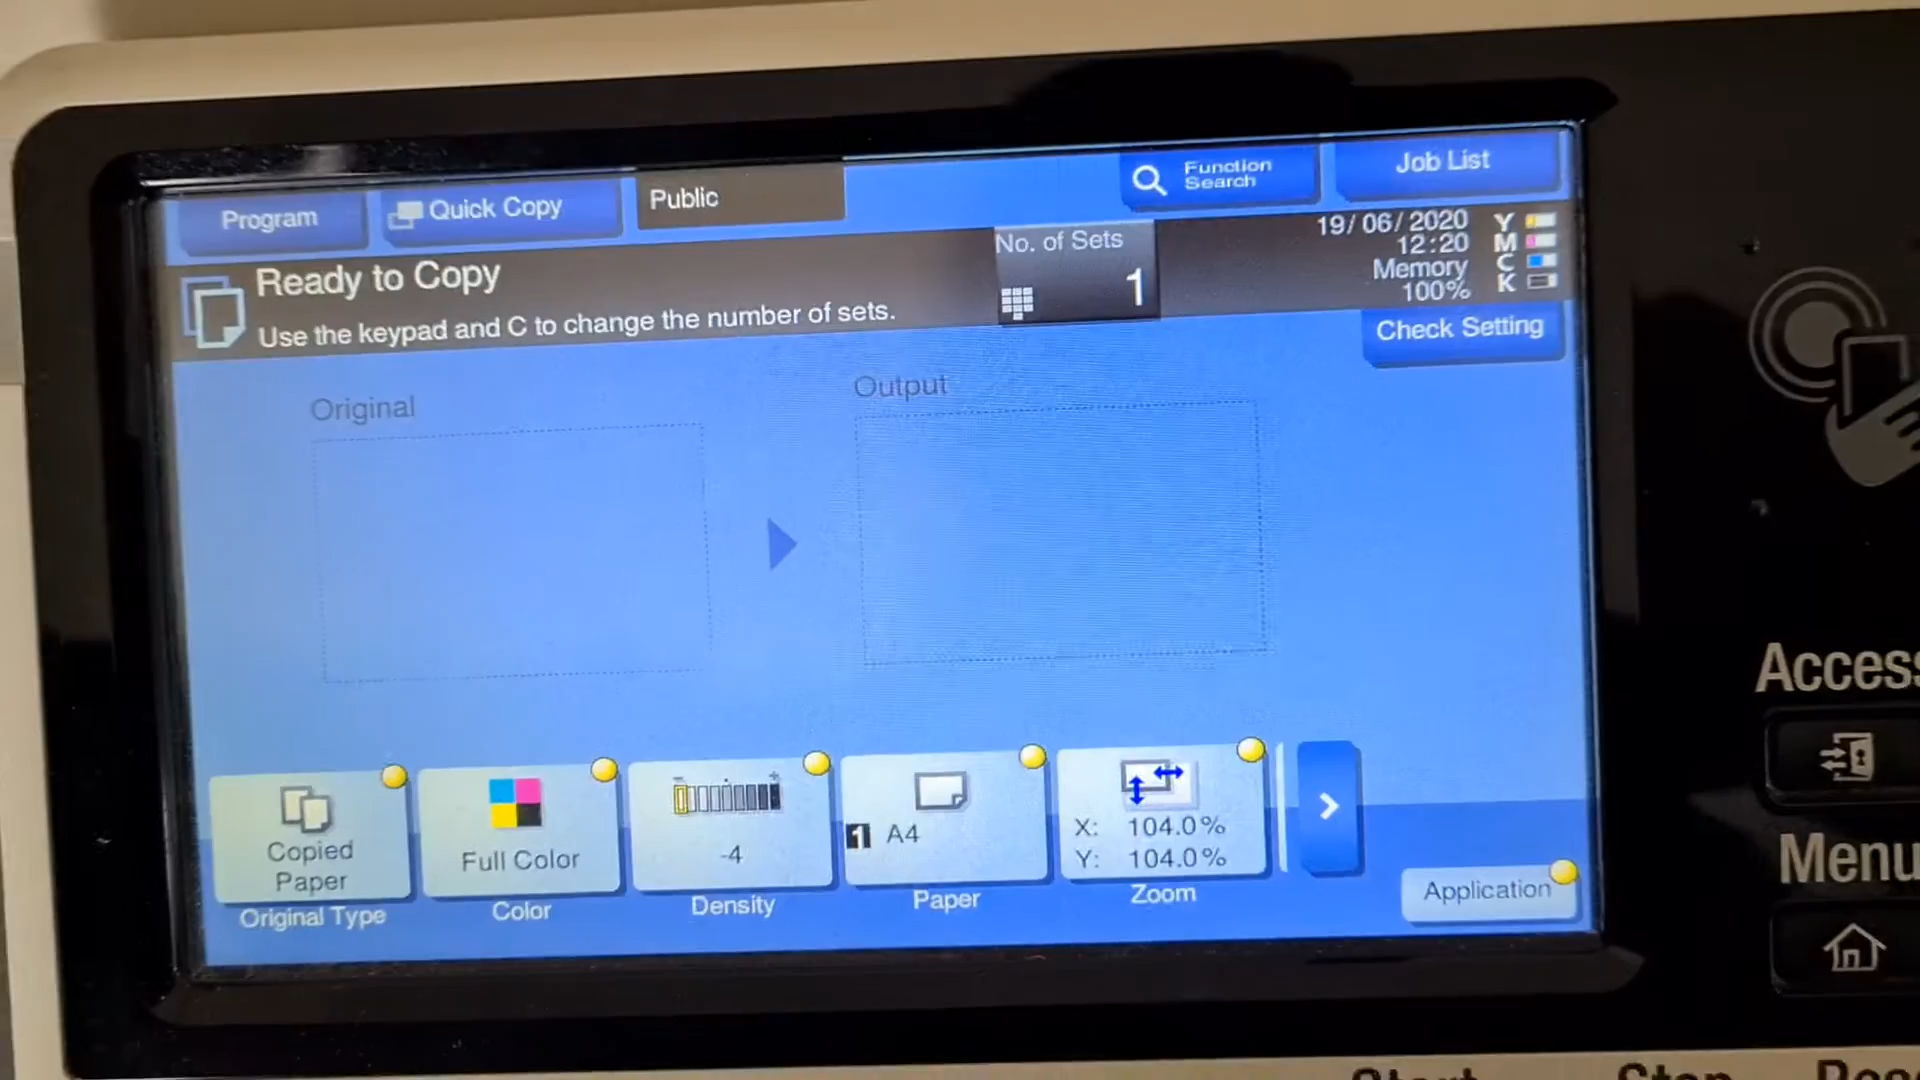 Program
Quick Copy
Public
Function
Search
Job List
Ready to Copy
Use the keypad and C to change the number of sets.
No. of Sets
1
19/06/2020
12:20
Memory
100%
Y
M
C
K
Check Setting
Original
Output
Copied
Paper
Original Type
Full Color
Color
-4
Density
1 A4
Paper
X: 104.0%
Y: 104.0%
Zoom
Application
Access
Menu
Start
Stop